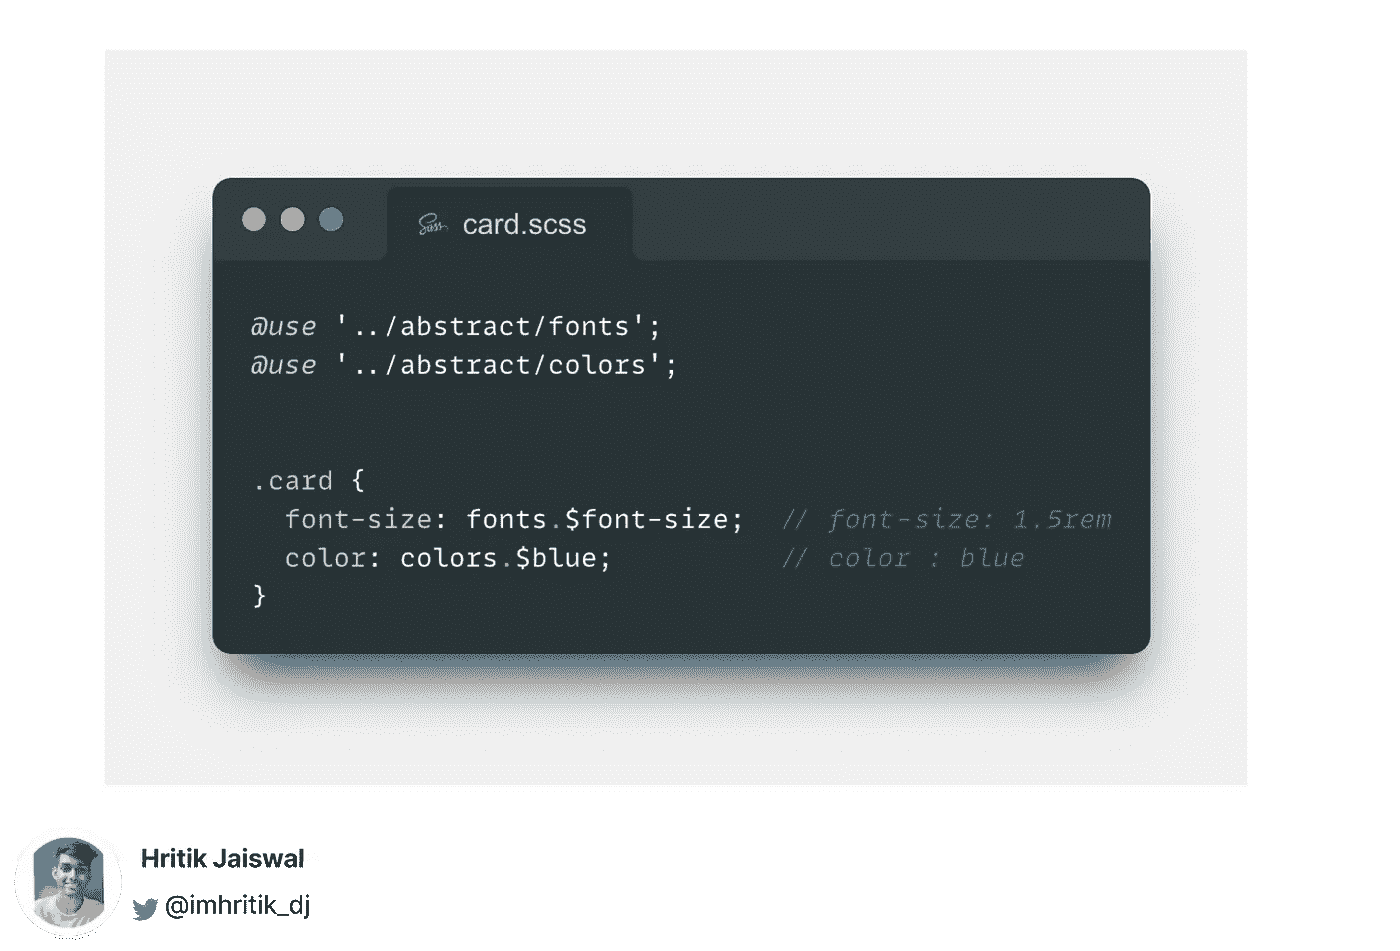 Sass card.scss
@use '../abstract/fonts';
@use '../abstract/colors';
.card {
  font-size: fonts.$font-size;  // font-size: 1.5rem
  color: colors.$blue;          // color : blue
}
Hritik Jaiswal
@imhritik_dj